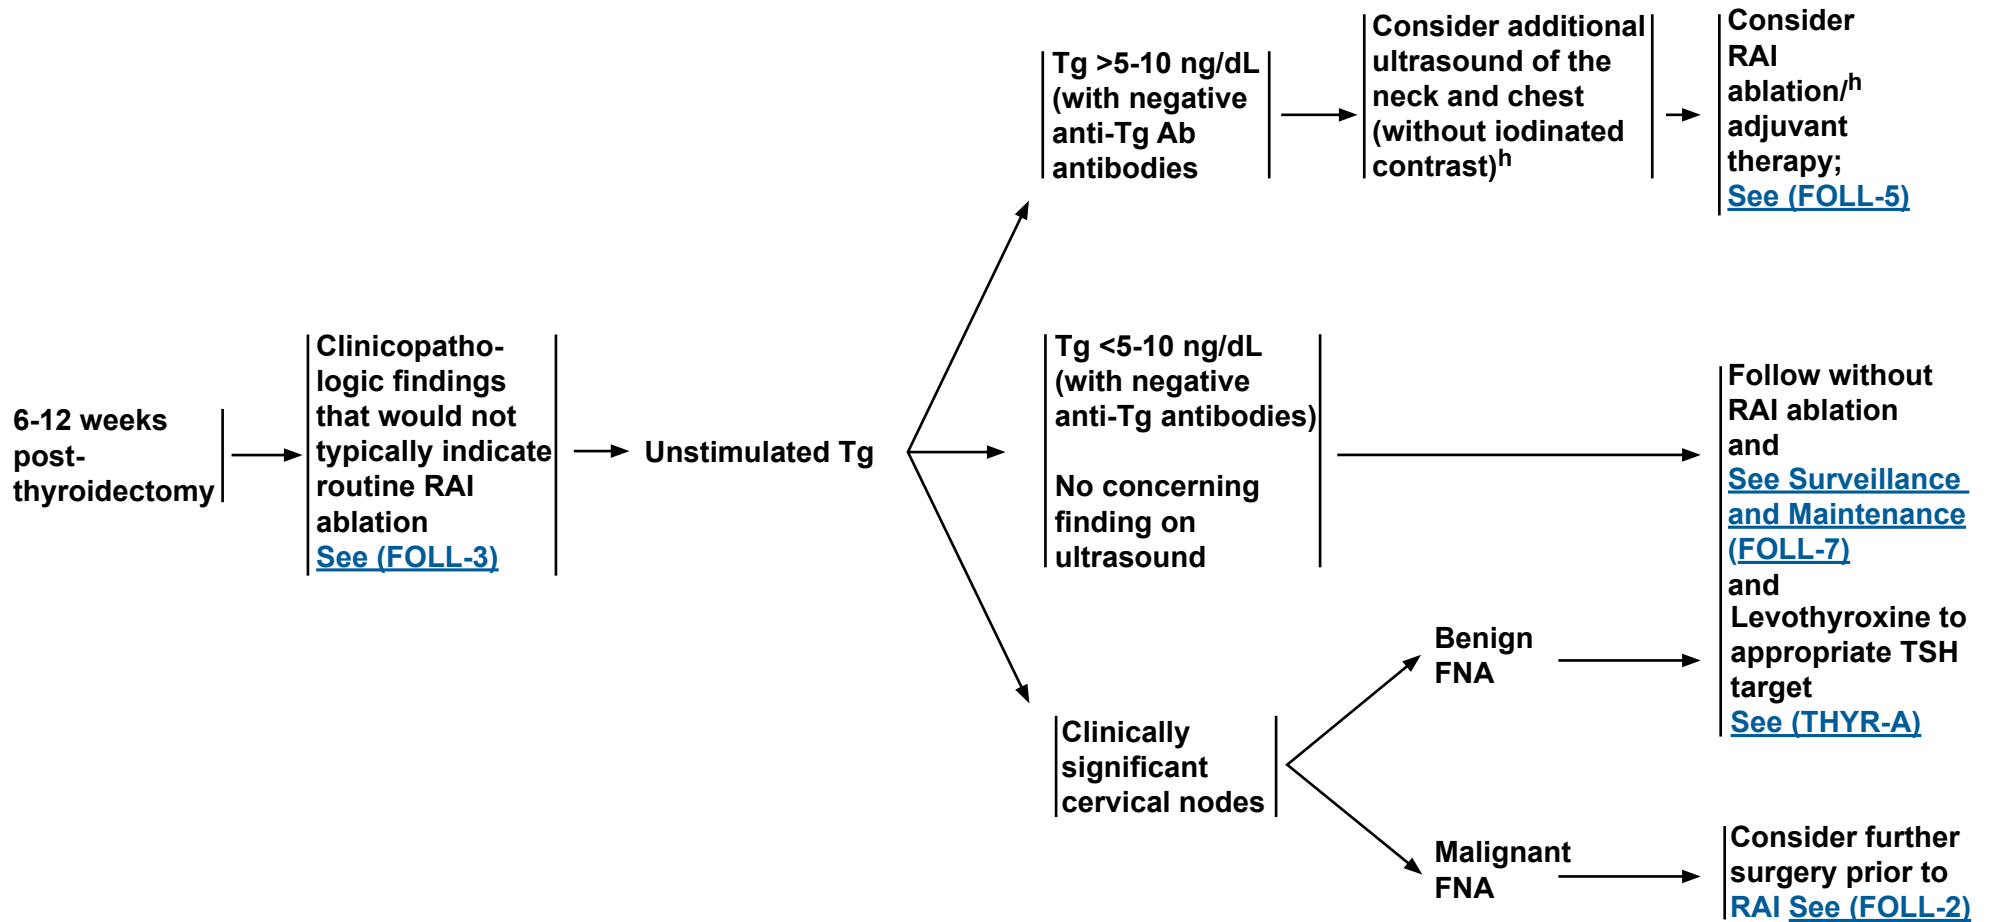 6-12 weeks
post-
thyroidectomy
Clinicopatho-
logic findings
that would not
typically indicate
routine RAI
ablation
See (FOLL-3)
Unstimulated Tg
Tg >5-10 ng/dL
(with negative
anti-Tg Ab
antibodies
Consider additional
ultrasound of the
neck and chest
(without iodinated
contrast)h
Consider
RAI
ablation/h
adjuvant
therapy;
See (FOLL-5)
Tg <5-10 ng/dL
(with negative
anti-Tg antibodies)
No concerning
finding on
ultrasound
Follow without
RAI ablation
and
See Surveillance
and Maintenance
(FOLL-7)
and
Levothyroxine to
appropriate TSH
target
See (THYR-A)
Clinically
significant
cervical nodes
Benign
FNA
Malignant
FNA
Consider further
surgery prior to
RAI See (FOLL-2)